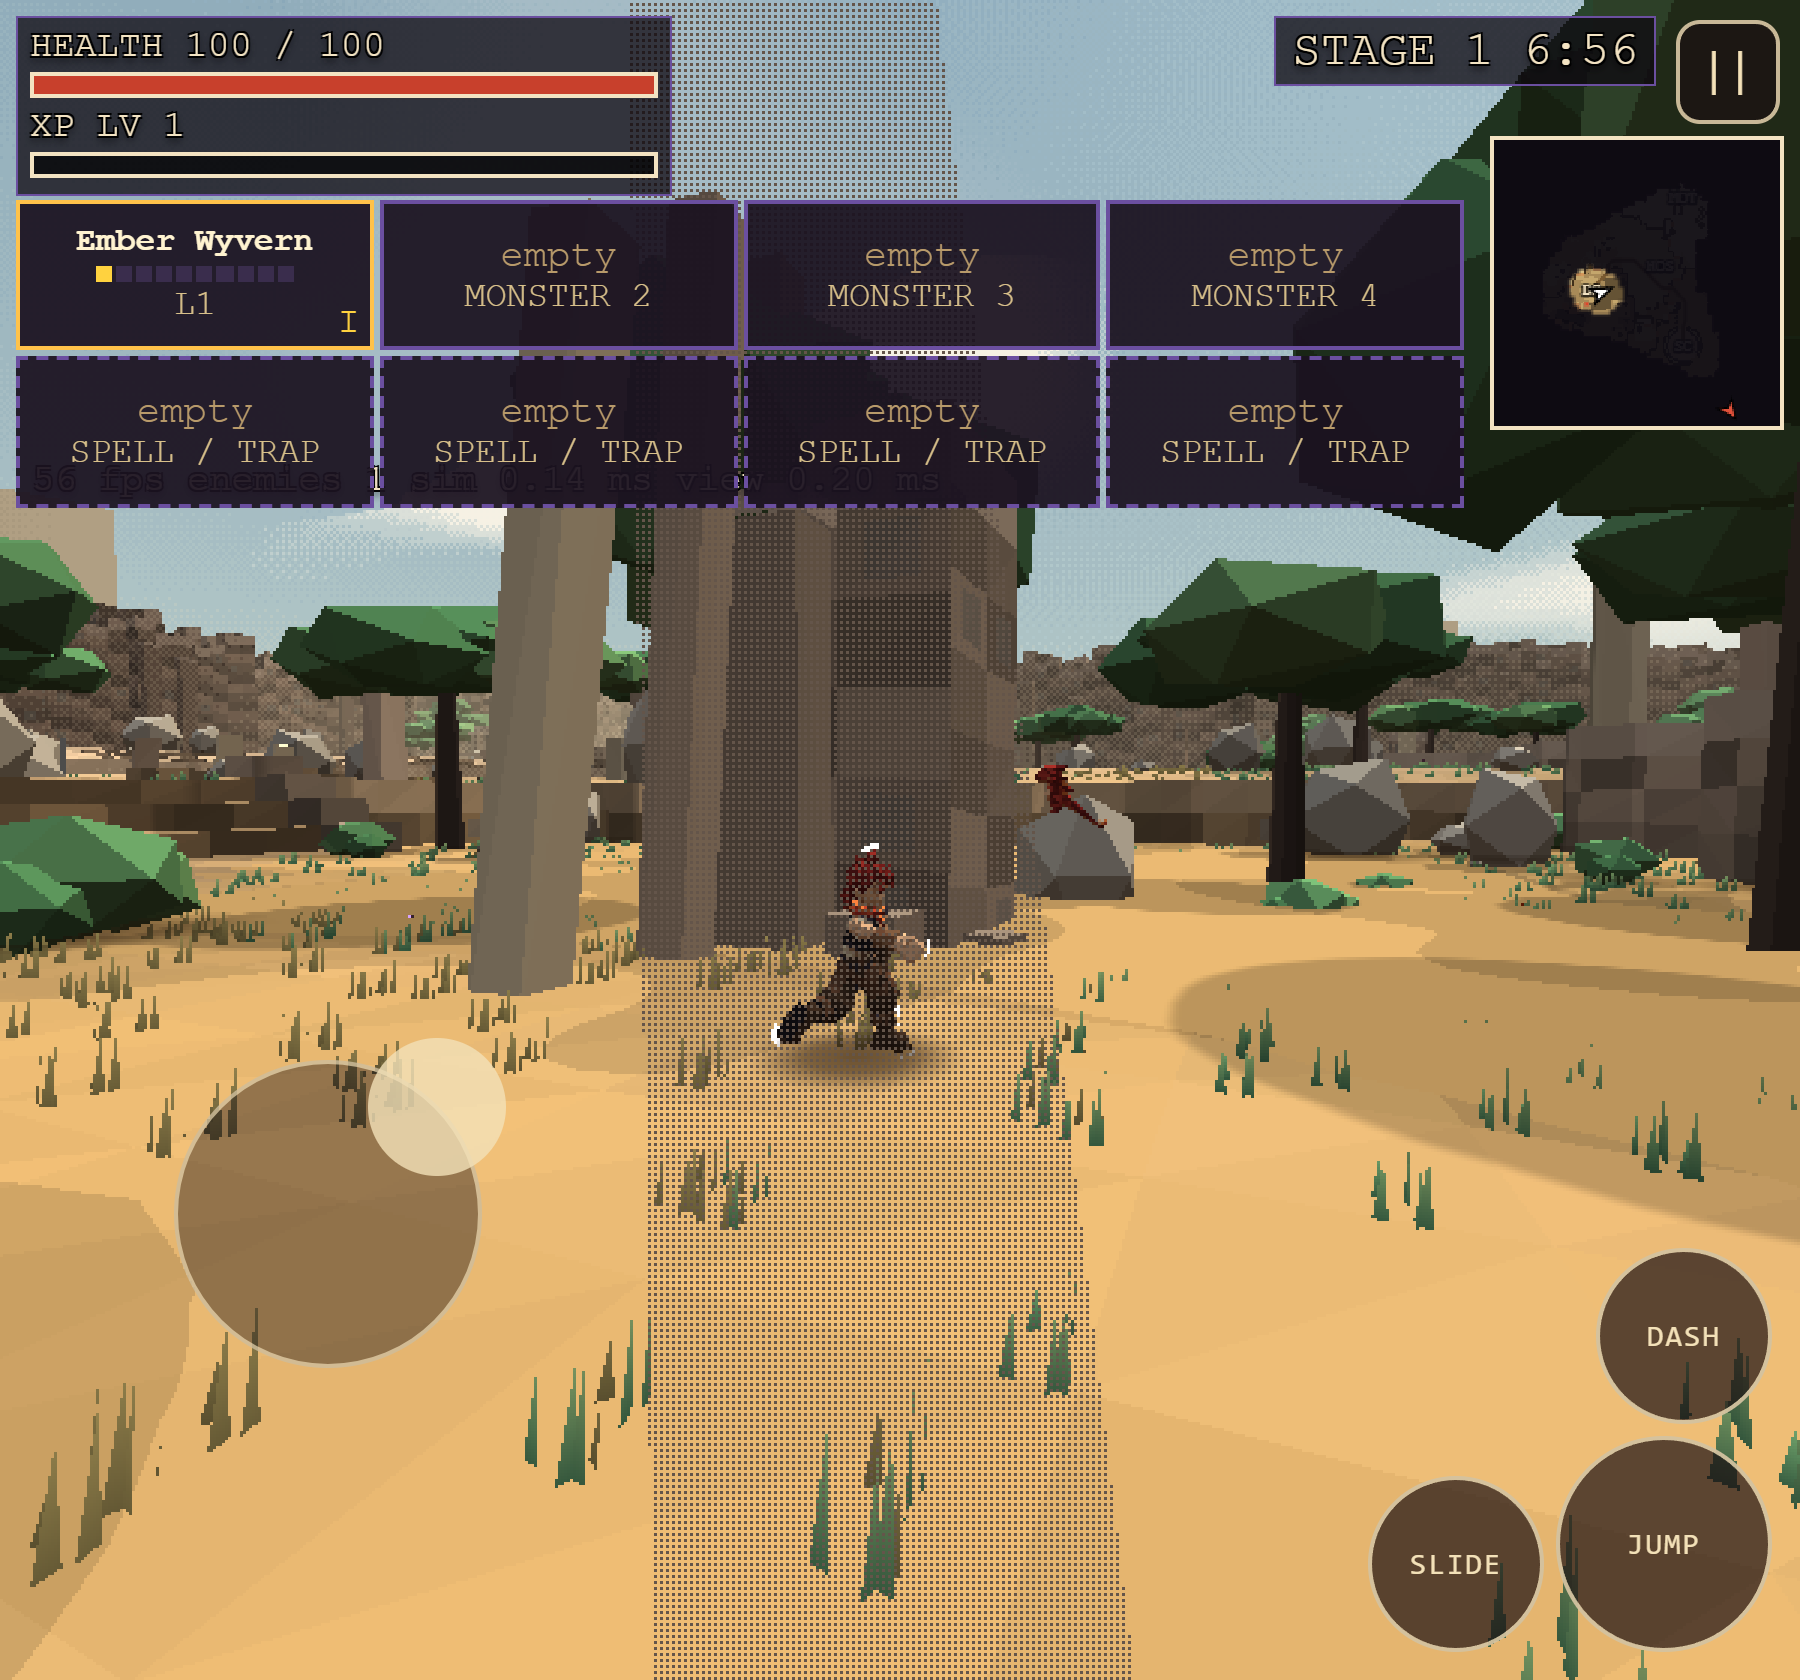 HEALTH 100 / 100
XP LV 1
STAGE 1 6:56
Ember Wyvern
L1
I
empty
MONSTER 2
empty
MONSTER 3
empty
MONSTER 4
empty
SPELL / TRAP
empty
SPELL / TRAP
empty
SPELL / TRAP
empty
SPELL / TRAP
56 fps enemies 1 sim 0.14 ms view 0.20 ms
DASH
SLIDE
JUMP